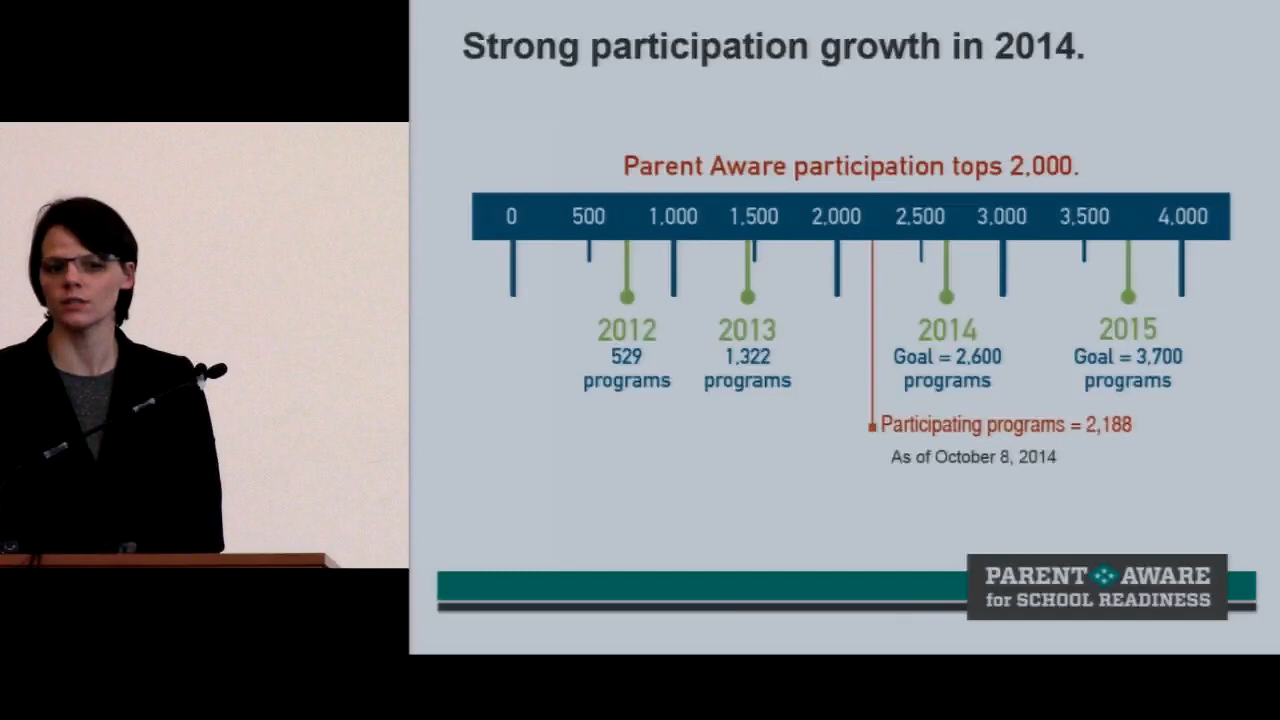 Strong participation growth in 2014.
Parent Aware participation tops 2,000.
0 500 1,000 1,500 2,000 2,500 3,000 3,500 4,000
2012 2013 2014 2015
529 1,322 Goal = 2,600 Goal = 3,700
programs programs programs programs
Participating programs = 2,188
As of October 8, 2014
PARENT AWARE
for SCHOOL READINESS